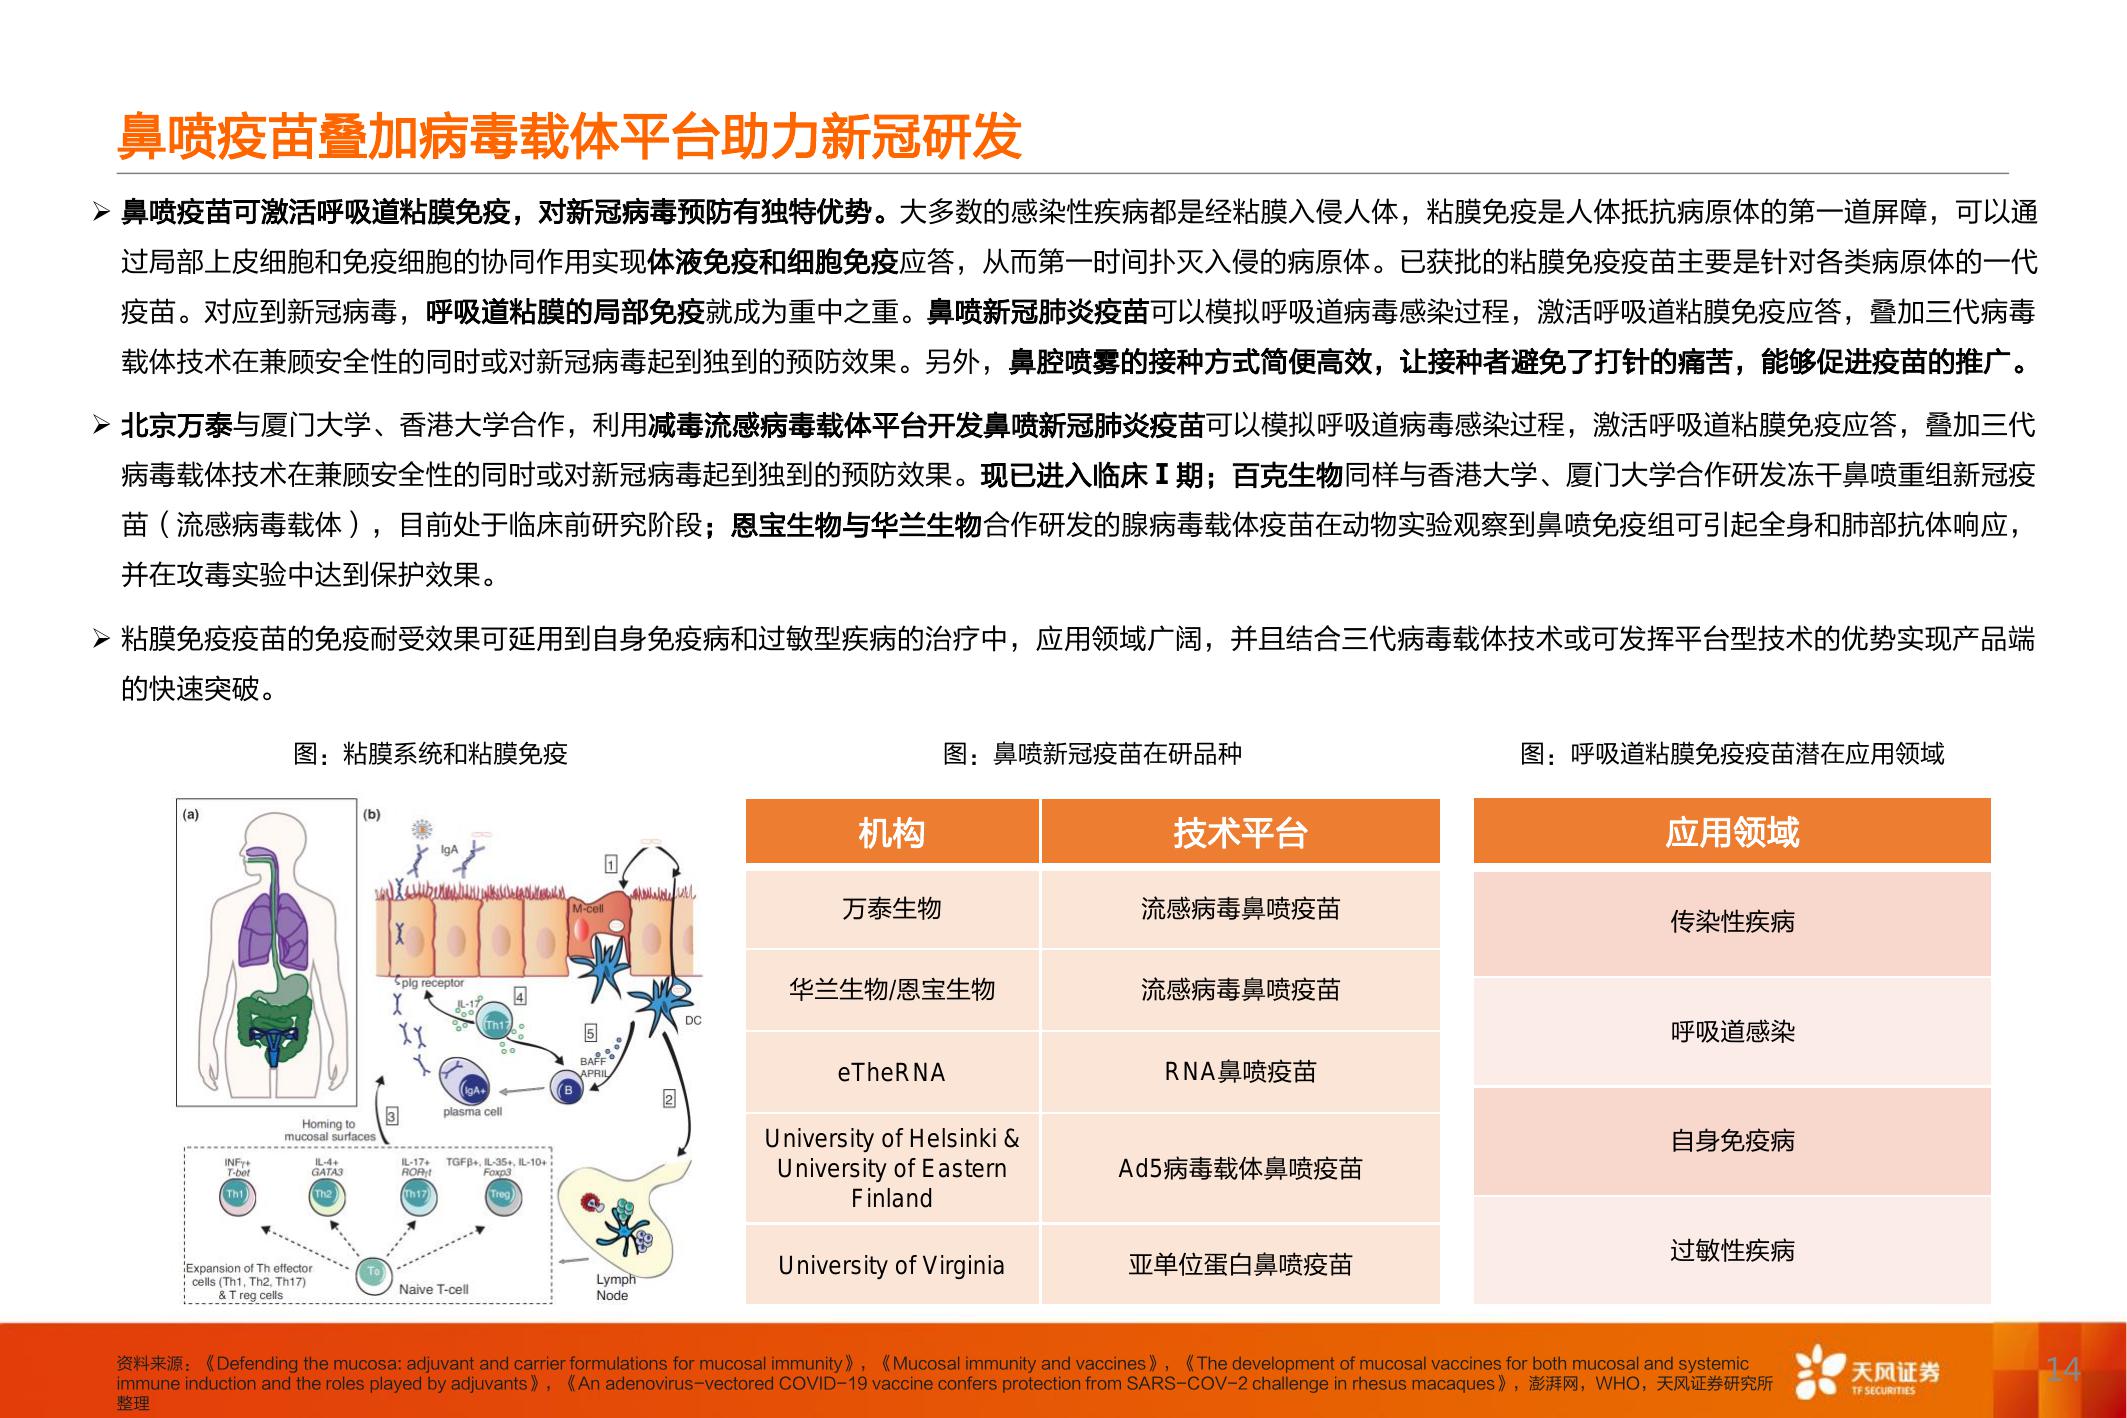 鼻喷疫苗叠加病毒载体平台助力新冠研发
➢ 鼻喷疫苗可激活呼吸道粘膜免疫，对新冠病毒预防有独特优势。大多数的感染性疾病都是经粘膜入侵人体，粘膜免疫是人体抵抗病原体的第一道屏障，可以通
过局部上皮细胞和免疫细胞的协同作用实现体液免疫和细胞免疫应答，从而第一时间扑灭入侵的病原体。已获批的粘膜免疫疫苗主要是针对各类病原体的一代
疫苗。对应到新冠病毒，呼吸道粘膜的局部免疫就成为重中之重。鼻喷新冠肺炎疫苗可以模拟呼吸道病毒感染过程，激活呼吸道粘膜免疫应答，叠加三代病毒
载体技术在兼顾安全性的同时或对新冠病毒起到独到的预防效果。另外，鼻腔喷雾的接种方式简便高效，让接种者避免了打针的痛苦，能够促进疫苗的推广。
➢ 北京万泰与厦门大学、香港大学合作，利用减毒流感病毒载体平台开发鼻喷新冠肺炎疫苗可以模拟呼吸道病毒感染过程，激活呼吸道粘膜免疫应答，叠加三代
病毒载体技术在兼顾安全性的同时或对新冠病毒起到独到的预防效果。现已进入临床Ⅰ期；百克生物同样与香港大学、厦门大学合作研发冻干鼻喷重组新冠疫
苗（流感病毒载体），目前处于临床前研究阶段；恩宝生物与华兰生物合作研发的腺病毒载体疫苗在动物实验观察到鼻喷免疫组可引起全身和肺部抗体响应，
并在攻毒实验中达到保护效果。
➢ 粘膜免疫疫苗的免疫耐受效果可延用到自身免疫病和过敏型疾病的治疗中，应用领域广阔，并且结合三代病毒载体技术或可发挥平台型技术的优势实现产品端
的快速突破。
图：粘膜系统和粘膜免疫
(a)
(b)
IgA
1
M-cell
pIg receptor
IL-17
4
Th17
DC
5
BAFF
APRIL
IgA+
B
plasma cell
2
3
Homing to
mucosal surfaces
INFγ+ IL-4+ IL-17+ TGFβ+, IL-35+, IL-10+
T-bet GATA3 RORγt Foxp3
Th1 Th2 Th17 Treg
Expansion of Th effector
cells (Th1, Th2, Th17)
& T reg cells
To
Naive T-cell
Lymph
Node
图：鼻喷新冠疫苗在研品种
机构 技术平台
万泰生物 流感病毒鼻喷疫苗
华兰生物/恩宝生物 流感病毒鼻喷疫苗
eTheRNA RNA鼻喷疫苗
University of Helsinki &
University of Eastern
Finland
Ad5病毒载体鼻喷疫苗
University of Virginia 亚单位蛋白鼻喷疫苗
图：呼吸道粘膜免疫疫苗潜在应用领域
应用领域
传染性疾病
呼吸道感染
自身免疫病
过敏性疾病
资料来源：《Defending the mucosa: adjuvant and carrier formulations for mucosal immunity》，《Mucosal immunity and vaccines》，《The development of mucosal vaccines for both mucosal and systemic
immune induction and the roles played by adjuvants》，《An adenovirus-vectored COVID-19 vaccine confers protection from SARS-COV-2 challenge in rhesus macaques》，澎湃网，WHO，天风证券研究所
整理
天风证券
TF SECURITIES
14